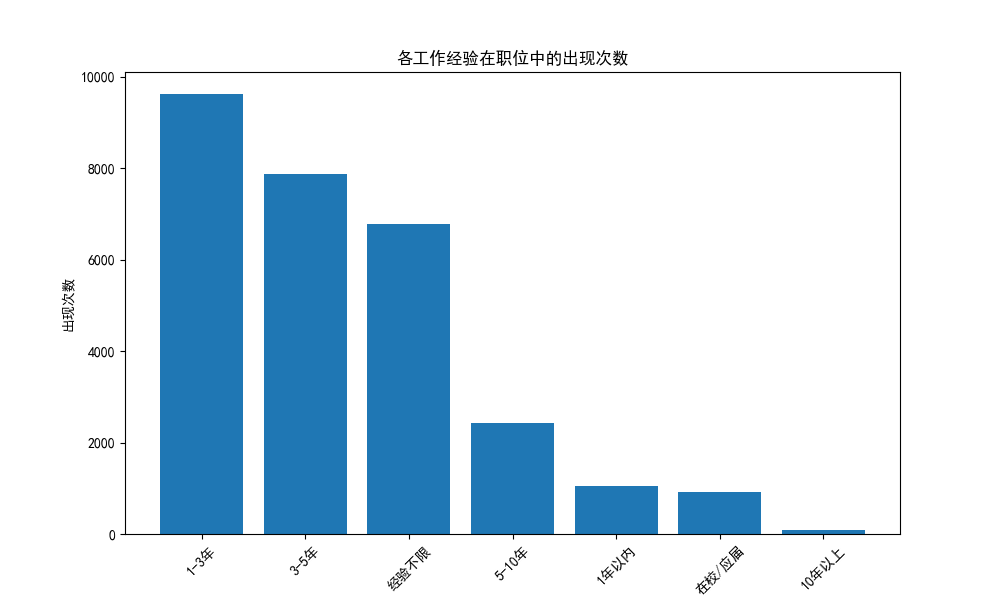 各工作经验在职位中的出现次数
出现次数
10000
8000
6000
4000
2000
0
1-3年
3-5年
经验不限
5-10年
1年以内
在校/应届
10年以上